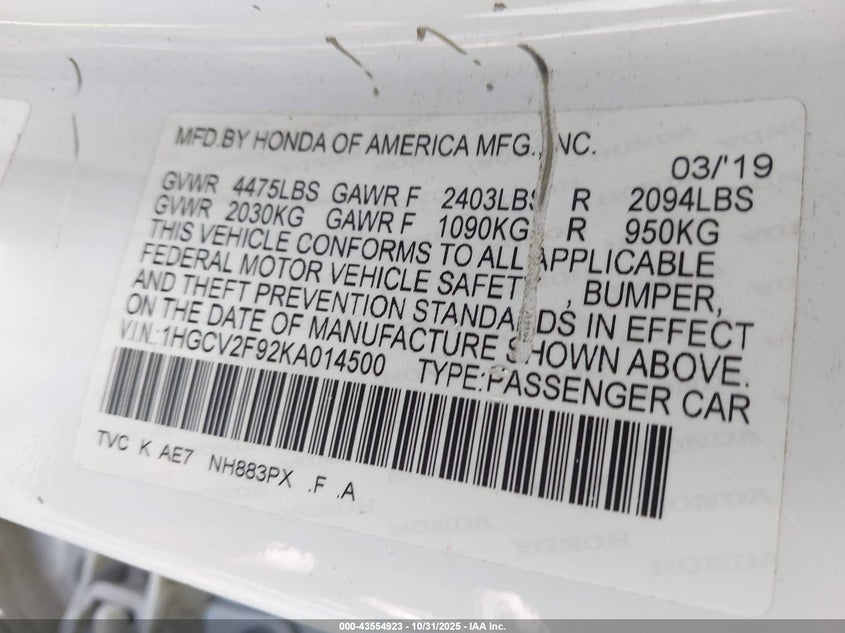 MFD.BY HONDA OF AMERICA MFG.,INC.
03/'19
GVWR 4475LBS GAWR F 2403LBS R 2094LBS
GVWR 2030KG GAWR F 1090KG R 950KG
THIS VEHICLE CONFORMS TO ALL APPLICABLE
FEDERAL MOTOR VEHICLE SAFETY , BUMPER,
AND THEFT PREVENTION STANDARDS IN EFFECT
ON THE DATE OF MANUFACTURE SHOWN ABOVE.
V.I.N.:1HGCV2F92KA014500 TYPE:PASSENGER CAR
TVC K AE7 NH883PX .F .A
HONDA
000-43554923 - 10/31/2025 - IAA Inc.